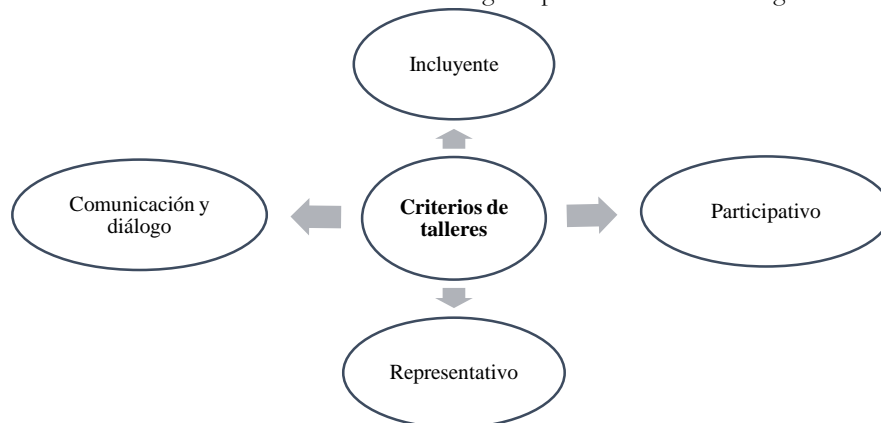 Incluyente
Comunicación y
diálogo
Criterios de
talleres
Participativo
Representativo